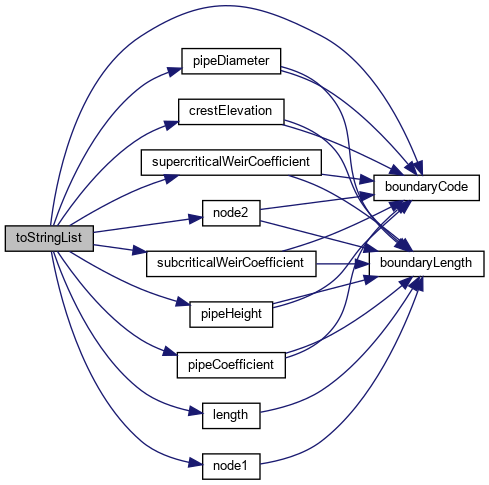 pipeDiameter
crestElevation
supercriticalWeirCoefficient
boundaryCode
node2
toStringList
subcriticalWeirCoefficient
boundaryLength
pipeHeight
pipeCoefficient
length
node1